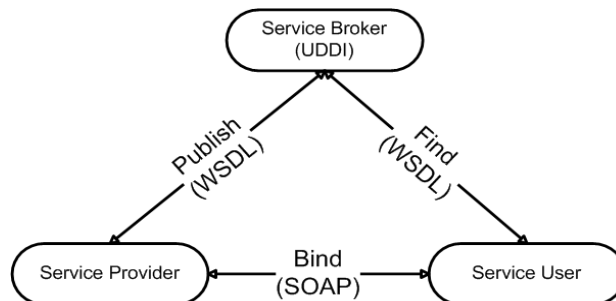 Service Broker
(UDDI)
Publish
(WSDL)
Find
(WSDL)
Service Provider
Bind
(SOAP)
Service User